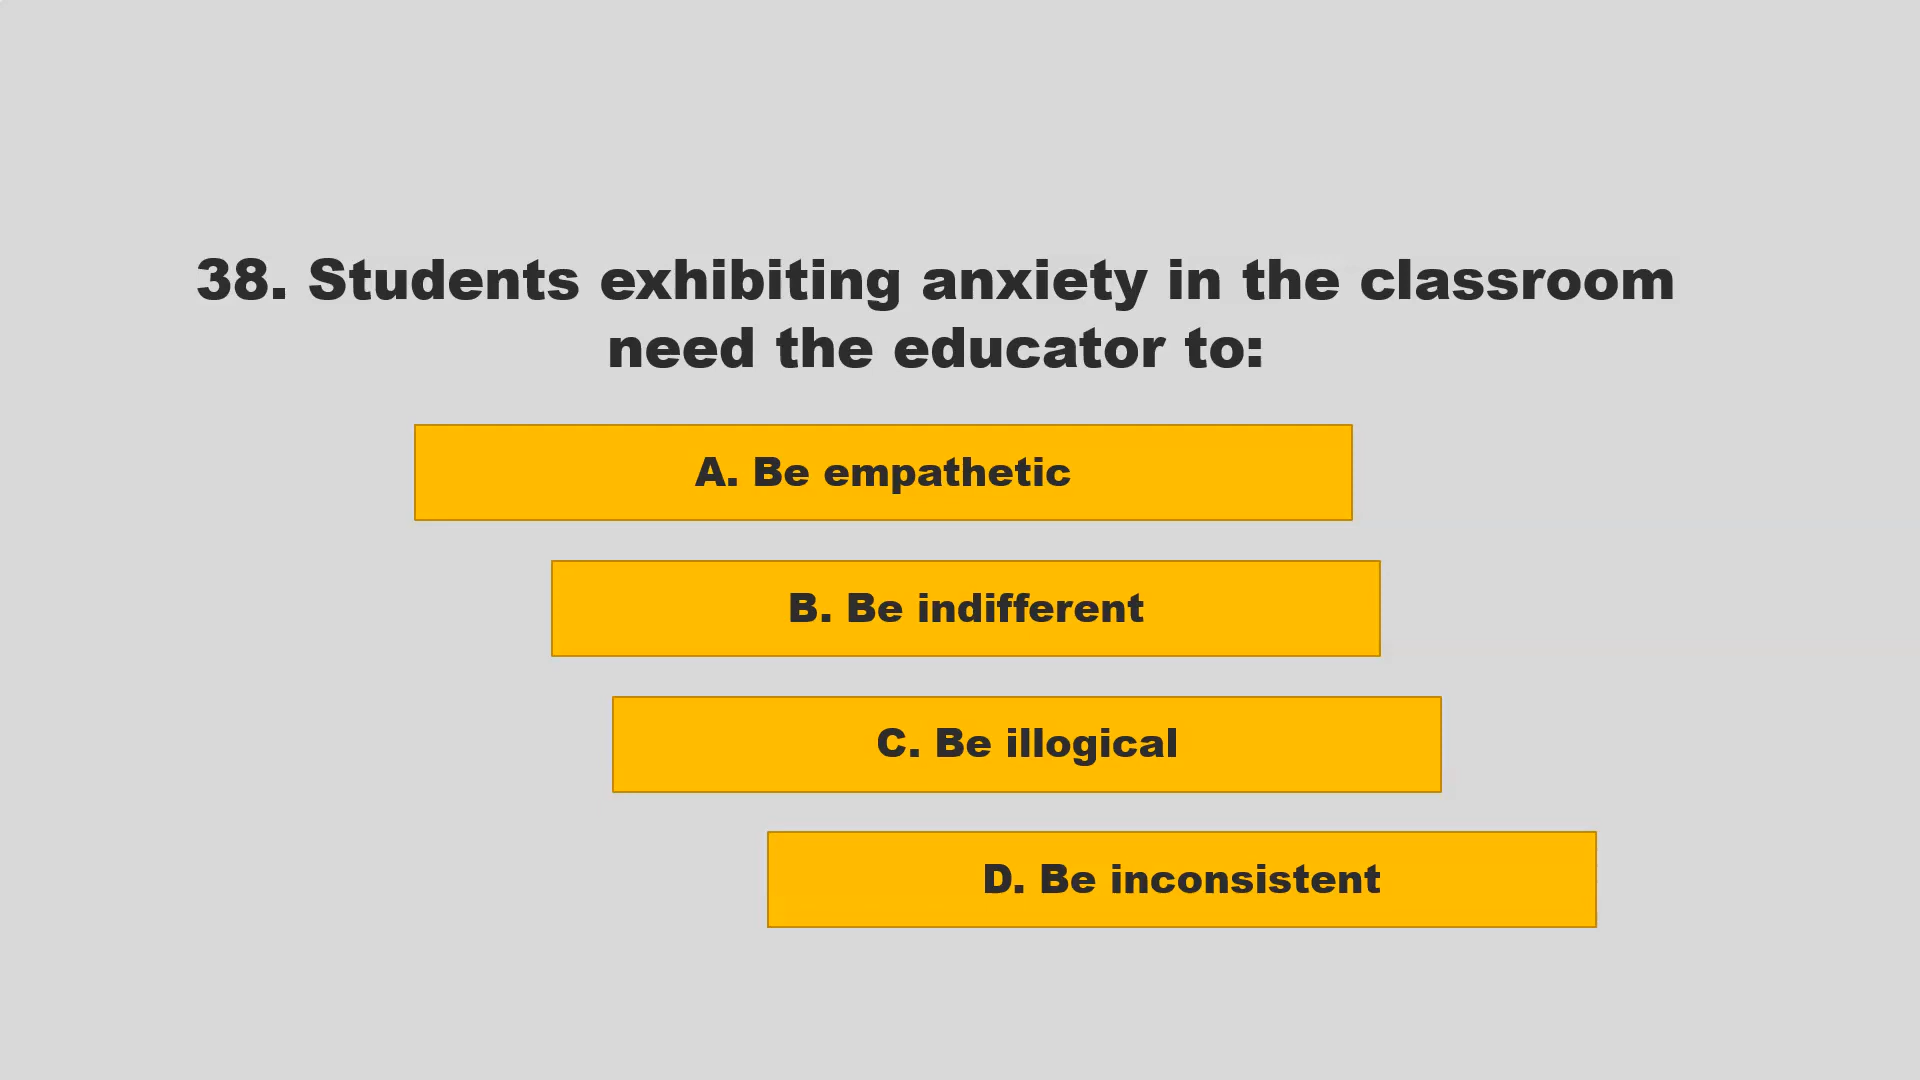 38. Students exhibiting anxiety in the classroom
need the educator to:
A. Be empathetic
B. Be indifferent
C. Be illogical
D. Be inconsistent